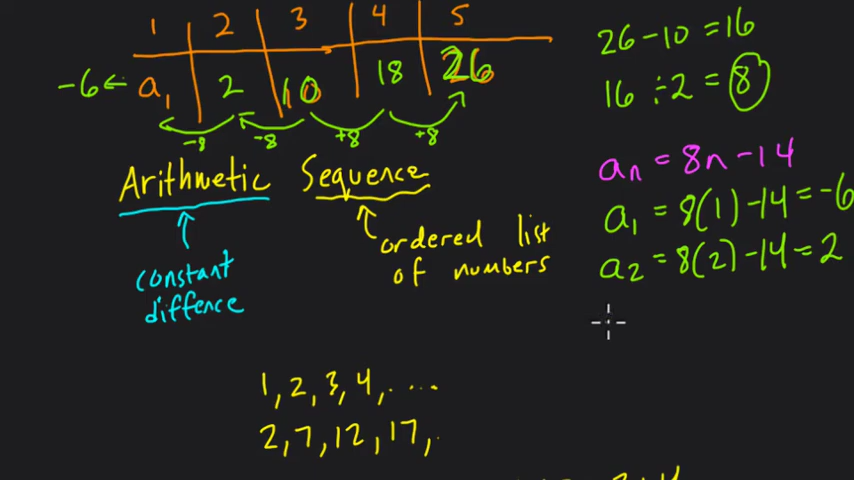 1 2 3 4 5
-6 ← a₁ 2 10 18 26
-8 -8 +8 +8
26 - 10 = 16
16 ÷ 2 = 8
aₙ = 8n - 14
a₁ = 8(1) - 14 = -6
a₂ = 8(2) - 14 = 2
Arithmetic Sequence
constant
diffence
ordered list
of numbers
1, 2, 3, 4, ....
2, 7, 12, 17,